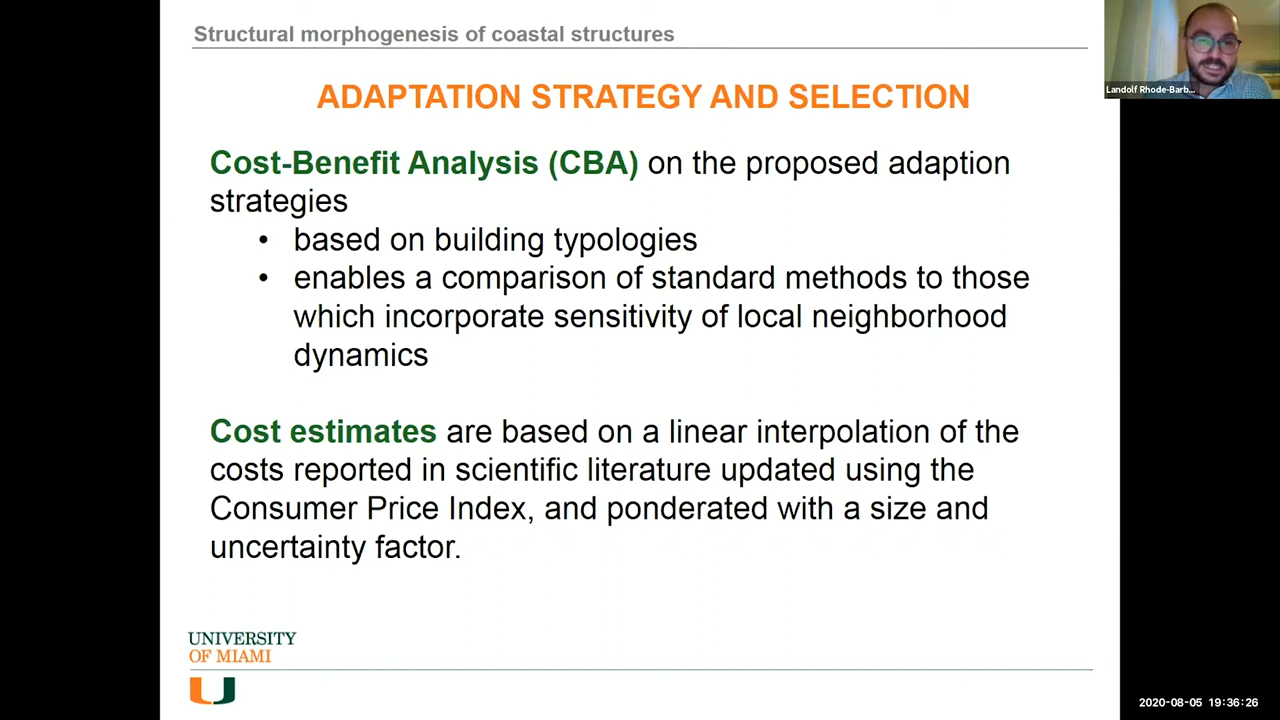 Structural morphogenesis of coastal structures
ADAPTATION STRATEGY AND SELECTION
Cost-Benefit Analysis (CBA) on the proposed adaption
strategies
• based on building typologies
• enables a comparison of standard methods to those
which incorporate sensitivity of local neighborhood
dynamics
Cost estimates are based on a linear interpolation of the
costs reported in scientific literature updated using the
Consumer Price Index, and ponderated with a size and
uncertainty factor.
UNIVERSITY
OF MIAMI
Landolf Rhode-Barb...
2020-08-05 19:36:26